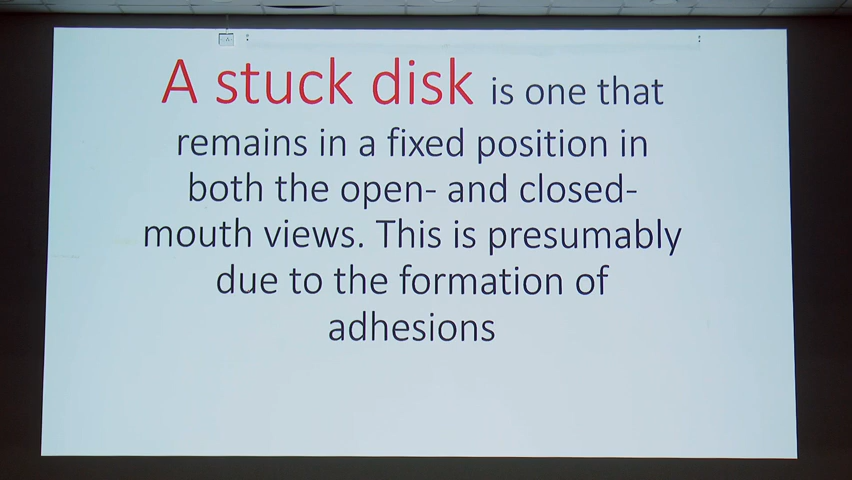 A stuck disk is one that
remains in a fixed position in
both the open- and closed-
mouth views. This is presumably
due to the formation of
adhesions